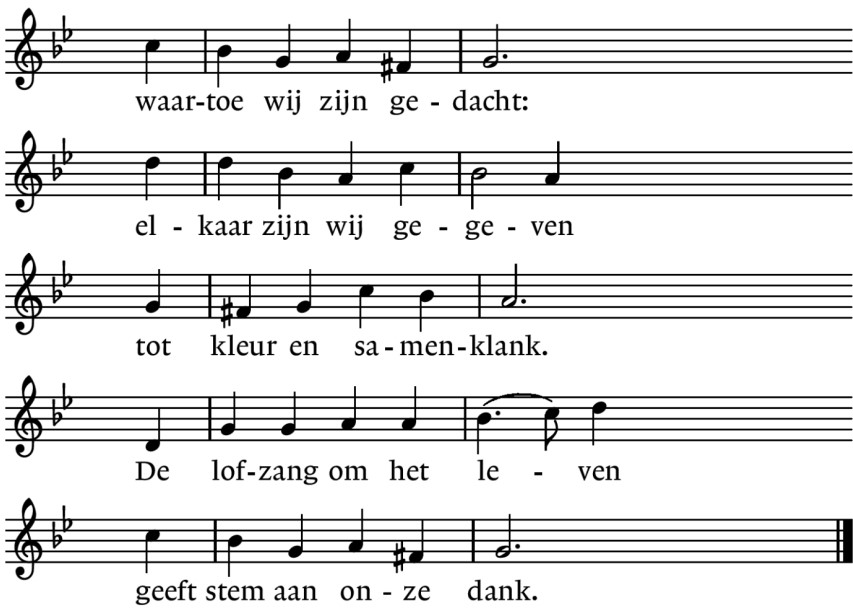 waar-toe wij zijn ge - dacht:
el - kaar zijn wij ge - ge - ven
tot kleur en sa - men - klank.
De lof-zang om het le - ven
geeft stem aan on - ze dank.